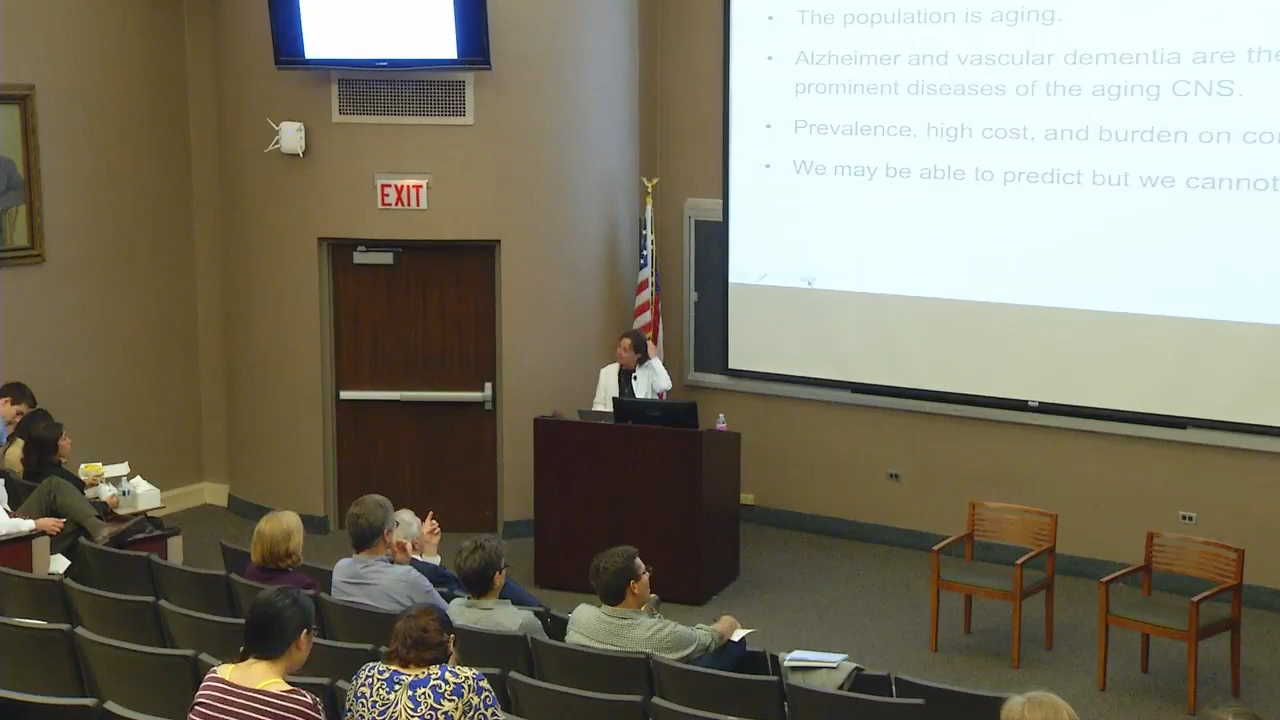 • The population is aging.
• Alzheimer and vascular dementia are the
prominent diseases of the aging CNS.
• Prevalence, high cost, and burden on co
• We may be able to predict but we cannot
EXIT